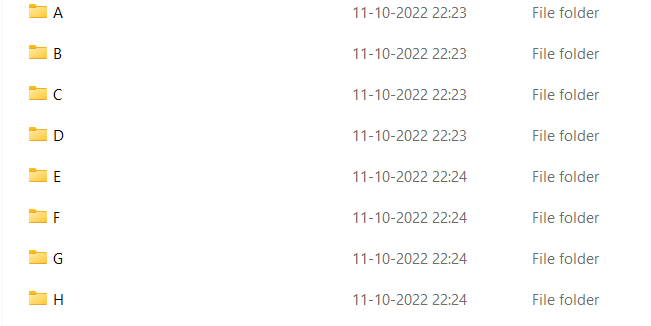 A 11-10-2022 22:23 File folder
B 11-10-2022 22:23 File folder
C 11-10-2022 22:23 File folder
D 11-10-2022 22:23 File folder
E 11-10-2022 22:24 File folder
F 11-10-2022 22:24 File folder
G 11-10-2022 22:24 File folder
H 11-10-2022 22:24 File folder